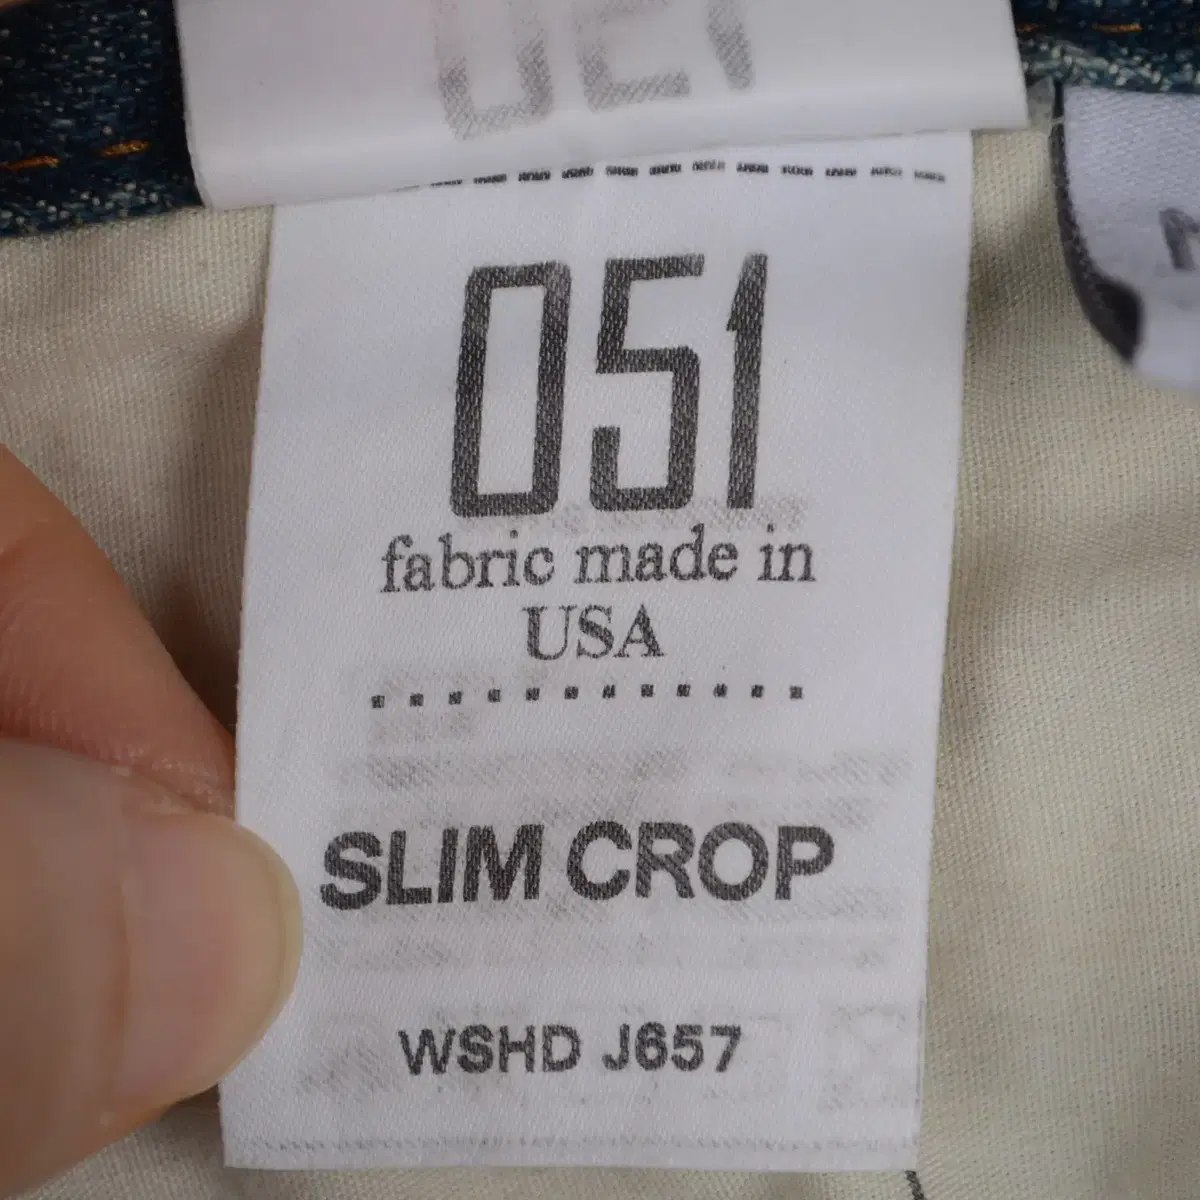 051
fabric made in
USA
SLIM CROP
WSHD J657